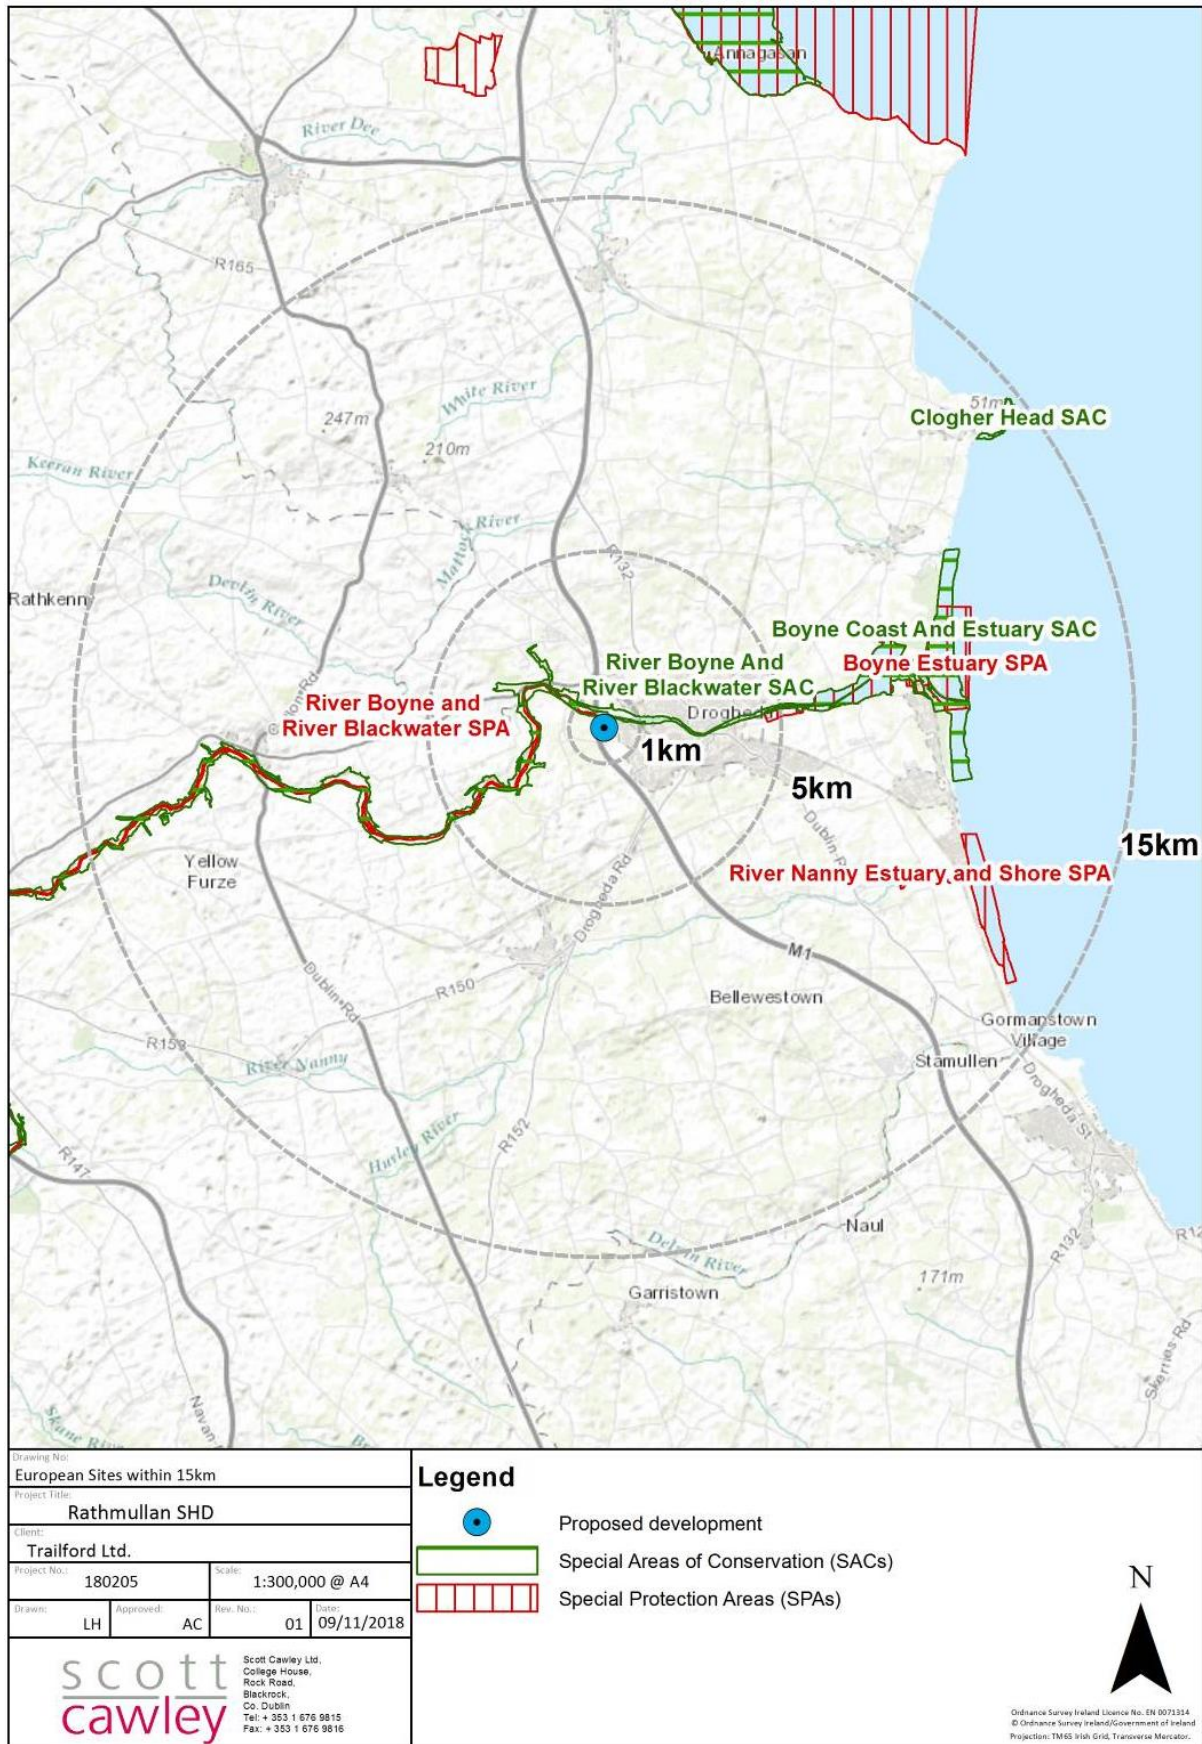 Annagasan
River Dee
R165
White River
51m
Clogher Head SAC
247m
210m
Keeran River
Mattock River
R132
Devlin River
Rathkenn
Boyne Coast And Estuary SAC
River Boyne And
River Blackwater SAC
Boyne Estuary SPA
River Boyne and
River Blackwater SPA
Drogheda
1km
5km
15km
Yellow
Furze
River Nanny Estuary and Shore SPA
Drogheda Rd
M1
Dublin Rd
R150
Bellewestown
Gormanstown
Village
R153
River Nanny
Stamullen
Drogheda St
Hurley River
R152
R147
Naul
R132
Delvin River
171m
Garristown
Skerries Rd
Navan
Skane
Drawing No:
European Sites within 15km
Project Title:
Rathmullan SHD
Client:
Trailford Ltd.
Project No.:
180205
Scale:
1:300,000 @ A4
Drawn:
LH
Approved:
AC
Rev. No.:
01
Date:
09/11/2018
scott
cawley
Scott Cawley Ltd,
College House,
Rock Road,
Blackrock,
Co. Dublin
Tel: + 353 1 676 9815
Fax: + 353 1 676 9816
Legend
Proposed development
Special Areas of Conservation (SACs)
Special Protection Areas (SPAs)
N
Ordnance Survey Ireland Licence No. EN 0071314
© Ordnance Survey Ireland/Government of Ireland
Projection: TM65 Irish Grid, Transverse Mercator.